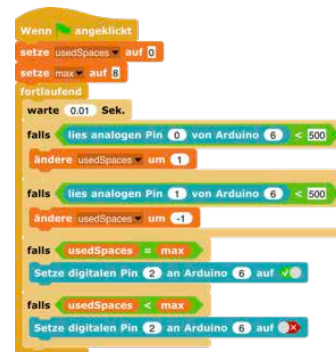 Wenn angeklickt
setze usedSpaces auf 0
setze max auf 8
fortlaufend
warte 0.01 Sek.
falls lies analogen Pin 0 von Arduino 6 < 500
ändere usedSpaces um 1
falls lies analogen Pin 1 von Arduino 6 < 500
ändere usedSpaces um -1
falls usedSpaces = max
Setze digitalen Pin 2 an Arduino 6 auf
falls usedSpaces < max
Setze digitalen Pin 2 an Arduino 6 auf